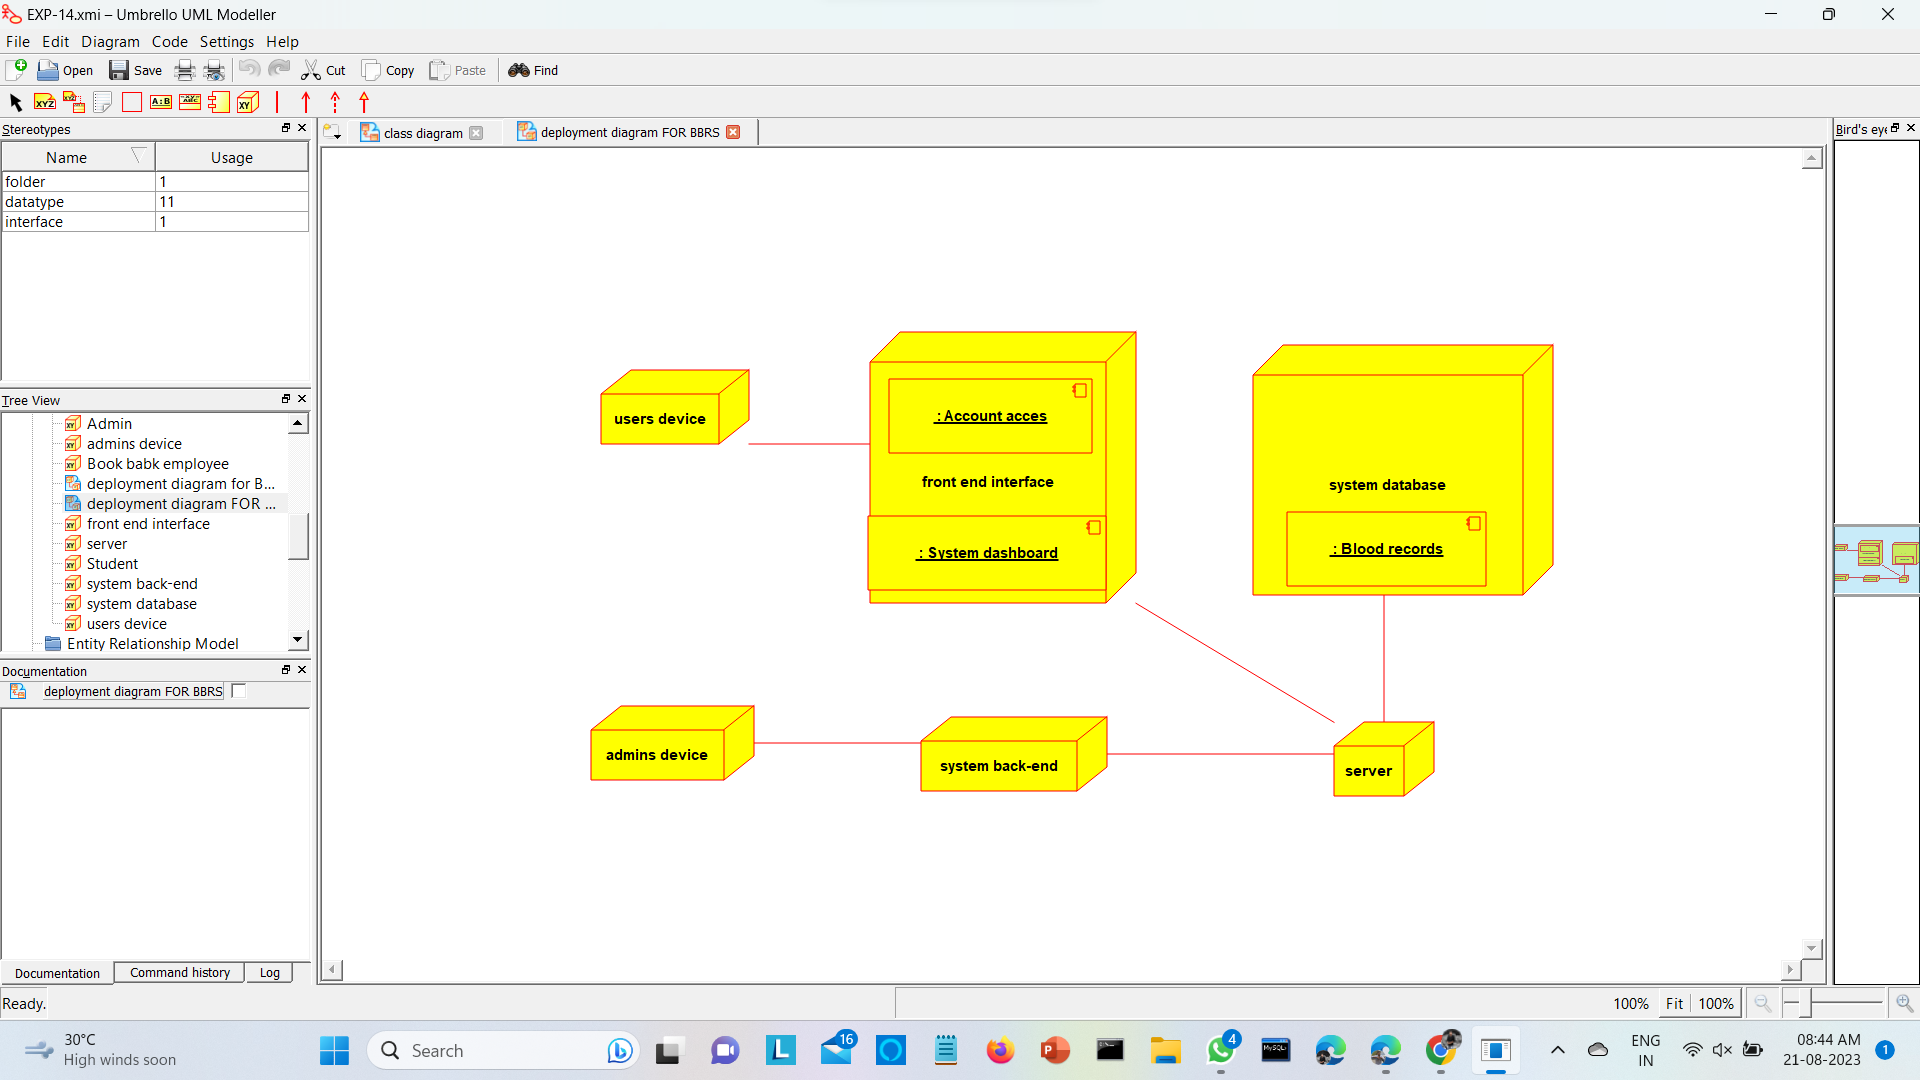 EXP-14.xmi – Umbrello UML Modeller
File Edit Diagram Code Settings Help
Open Save Cut Copy Paste Find
XYZ A:B ABC XY
Stereotypes
Name Usage
folder 1
datatype 11
interface 1
Tree View
Admin
admins device
Book babk employee
deployment diagram for B...
deployment diagram FOR ...
front end interface
server
Student
system back-end
system database
users device
Entity Relationship Model
Documentation
deployment diagram FOR BBRS
Documentation Command history Log
Ready.
class diagram deployment diagram FOR BBRS
users device
: Account acces
front end interface
: System dashboard
system database
: Blood records
admins device
system back-end
server
Bird's eye
100% Fit 100%
30°C
High winds soon
Search
16
4
ENG
IN
08:44 AM
21-08-2023
1